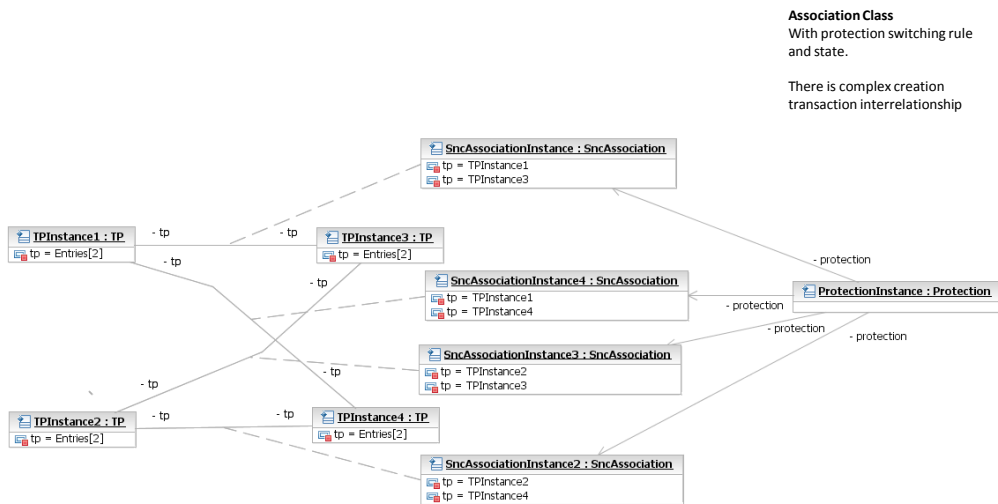 Association Class
With protection switching rule
and state.
There is complex creation
transaction interrelationship
SncAssociationInstance : SncAssociation
tp = TPInstance1
tp = TPInstance3
TPInstance1 : TP
tp = Entries[2]
- tp
- tp
- tp
TPInstance3 : TP
tp = Entries[2]
- tp
SncAssociationInstance4 : SncAssociation
tp = TPInstance1
tp = TPInstance4
- protection
- protection
- protection
- protection
ProtectionInstance : Protection
SncAssociationInstance3 : SncAssociation
tp = TPInstance2
tp = TPInstance3
- tp
- tp
TPInstance2 : TP
tp = Entries[2]
- tp
- tp
TPInstance4 : TP
tp = Entries[2]
SncAssociationInstance2 : SncAssociation
tp = TPInstance2
tp = TPInstance4